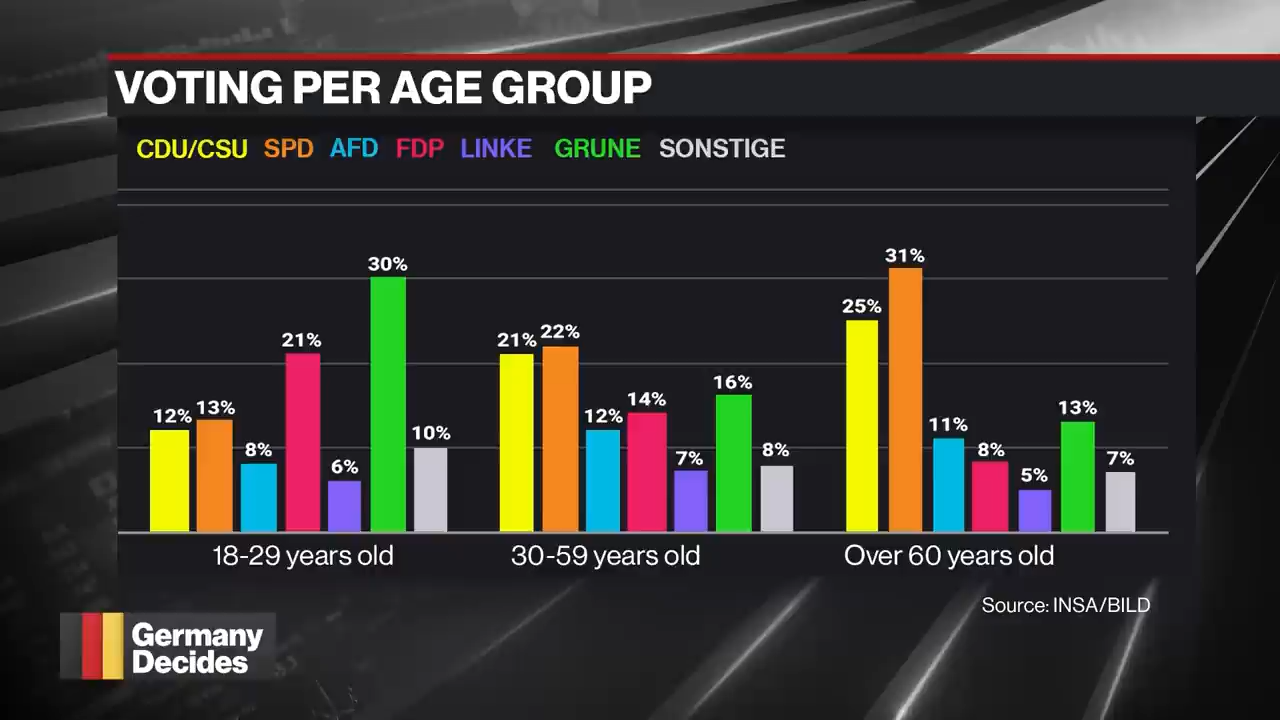 VOTING PER AGE GROUP
CDU/CSU SPD AFD FDP LINKE GRUNE SONSTIGE
12% 13% 8% 21% 6% 30% 10%
21% 22% 12% 14% 7% 16% 8%
25% 31% 11% 8% 5% 13% 7%
18-29 years old 30-59 years old Over 60 years old
Source: INSA/BILD
Germany
Decides